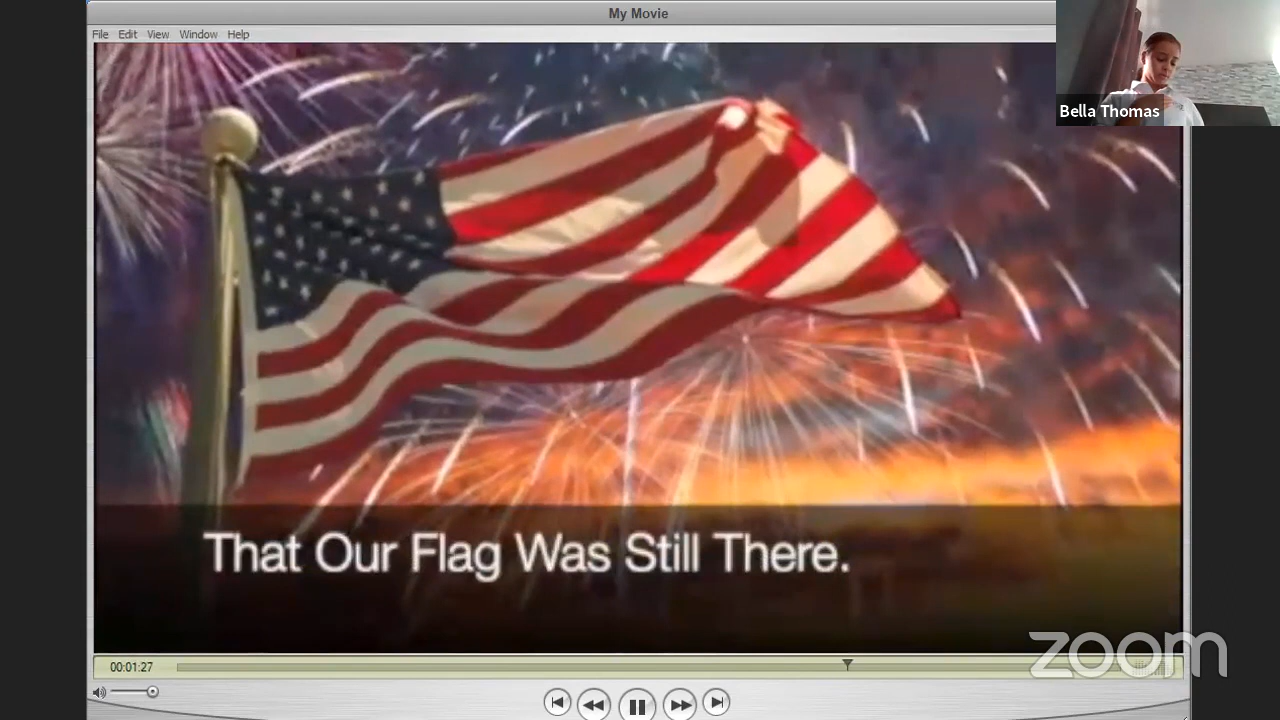 My Movie
File Edit View Window Help
Bella Thomas
That Our Flag Was Still There.
00:01:27
zoom